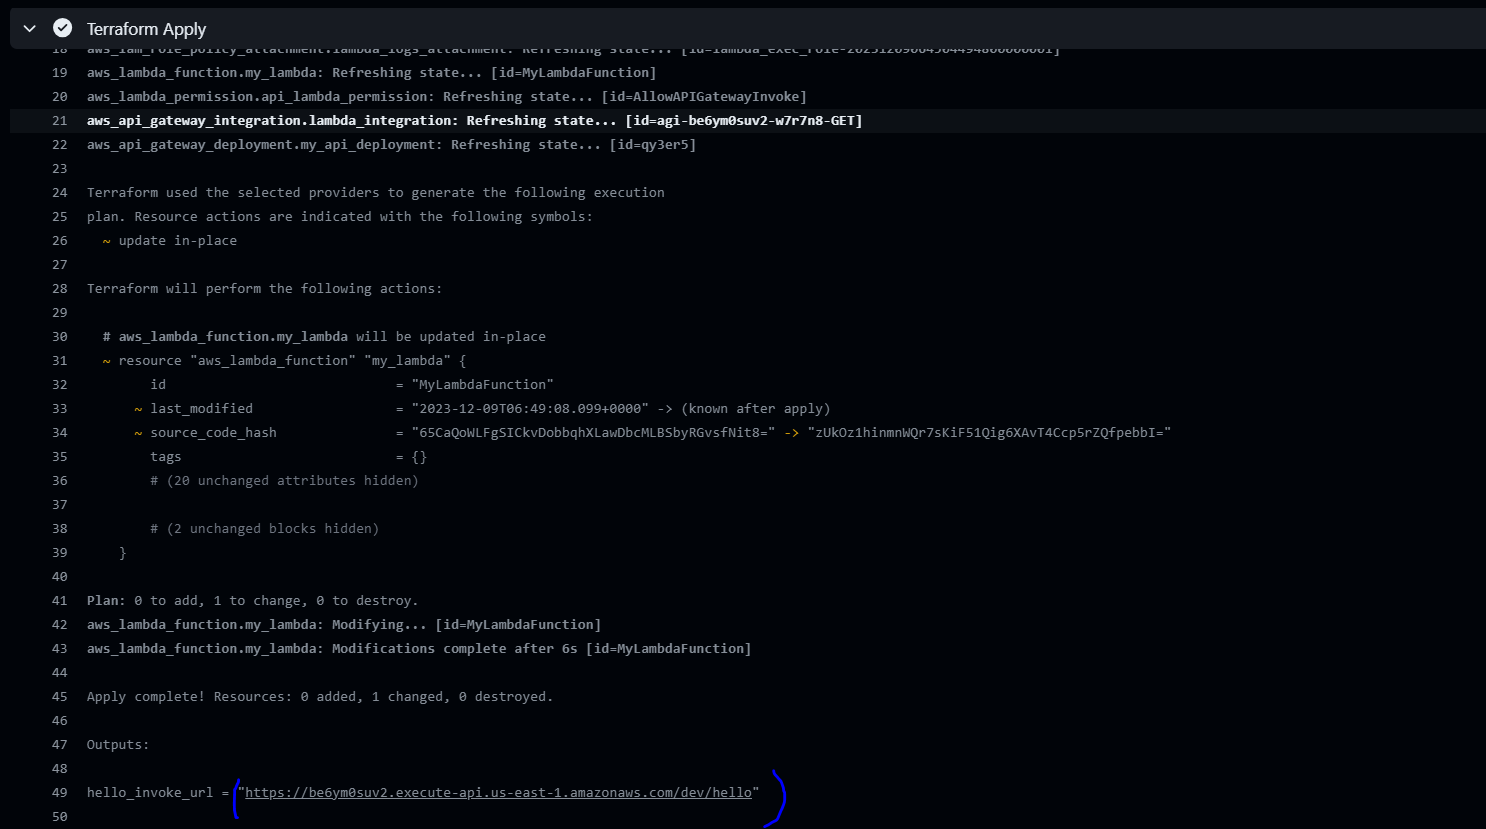 Terraform Apply
18 aws_iam_role_policy_attachment.lambda_logs_attachment: Refreshing state...
19 aws_lambda_function.my_lambda: Refreshing state... [id=MyLambdaFunction]
20 aws_lambda_permission.api_lambda_permission: Refreshing state... [id=AllowAPIGatewayInvoke]
21 aws_api_gateway_integration.lambda_integration: Refreshing state... [id=agi-be6ym0suv2-w7r7n8-GET]
22 aws_api_gateway_deployment.my_api_deployment: Refreshing state... [id=qy3er5]
23
24 Terraform used the selected providers to generate the following execution
25 plan. Resource actions are indicated with the following symbols:
26 ~ update in-place
27
28 Terraform will perform the following actions:
29
30 # aws_lambda_function.my_lambda will be updated in-place
31 ~ resource "aws_lambda_function" "my_lambda" {
32 id = "MyLambdaFunction"
33 ~ last_modified = "2023-12-09T06:49:08.099+0000" -> (known after apply)
34 ~ source_code_hash = "65CaQoWLFgSICkvDobbqhXLawDbcMLBSbyRGvsfNit8=" -> "zUkOz1hinmnWQr7sKiF51Qig6XAvT4Ccp5rZQfpebbI="
35 tags = {}
36 # (20 unchanged attributes hidden)
37
38 # (2 unchanged blocks hidden)
39 }
40
41 Plan: 0 to add, 1 to change, 0 to destroy.
42 aws_lambda_function.my_lambda: Modifying... [id=MyLambdaFunction]
43 aws_lambda_function.my_lambda: Modifications complete after 6s [id=MyLambdaFunction]
44
45 Apply complete! Resources: 0 added, 1 changed, 0 destroyed.
46
47 Outputs:
48
49 hello_invoke_url = "https://be6ym0suv2.execute-api.us-east-1.amazonaws.com/dev/hello"
50